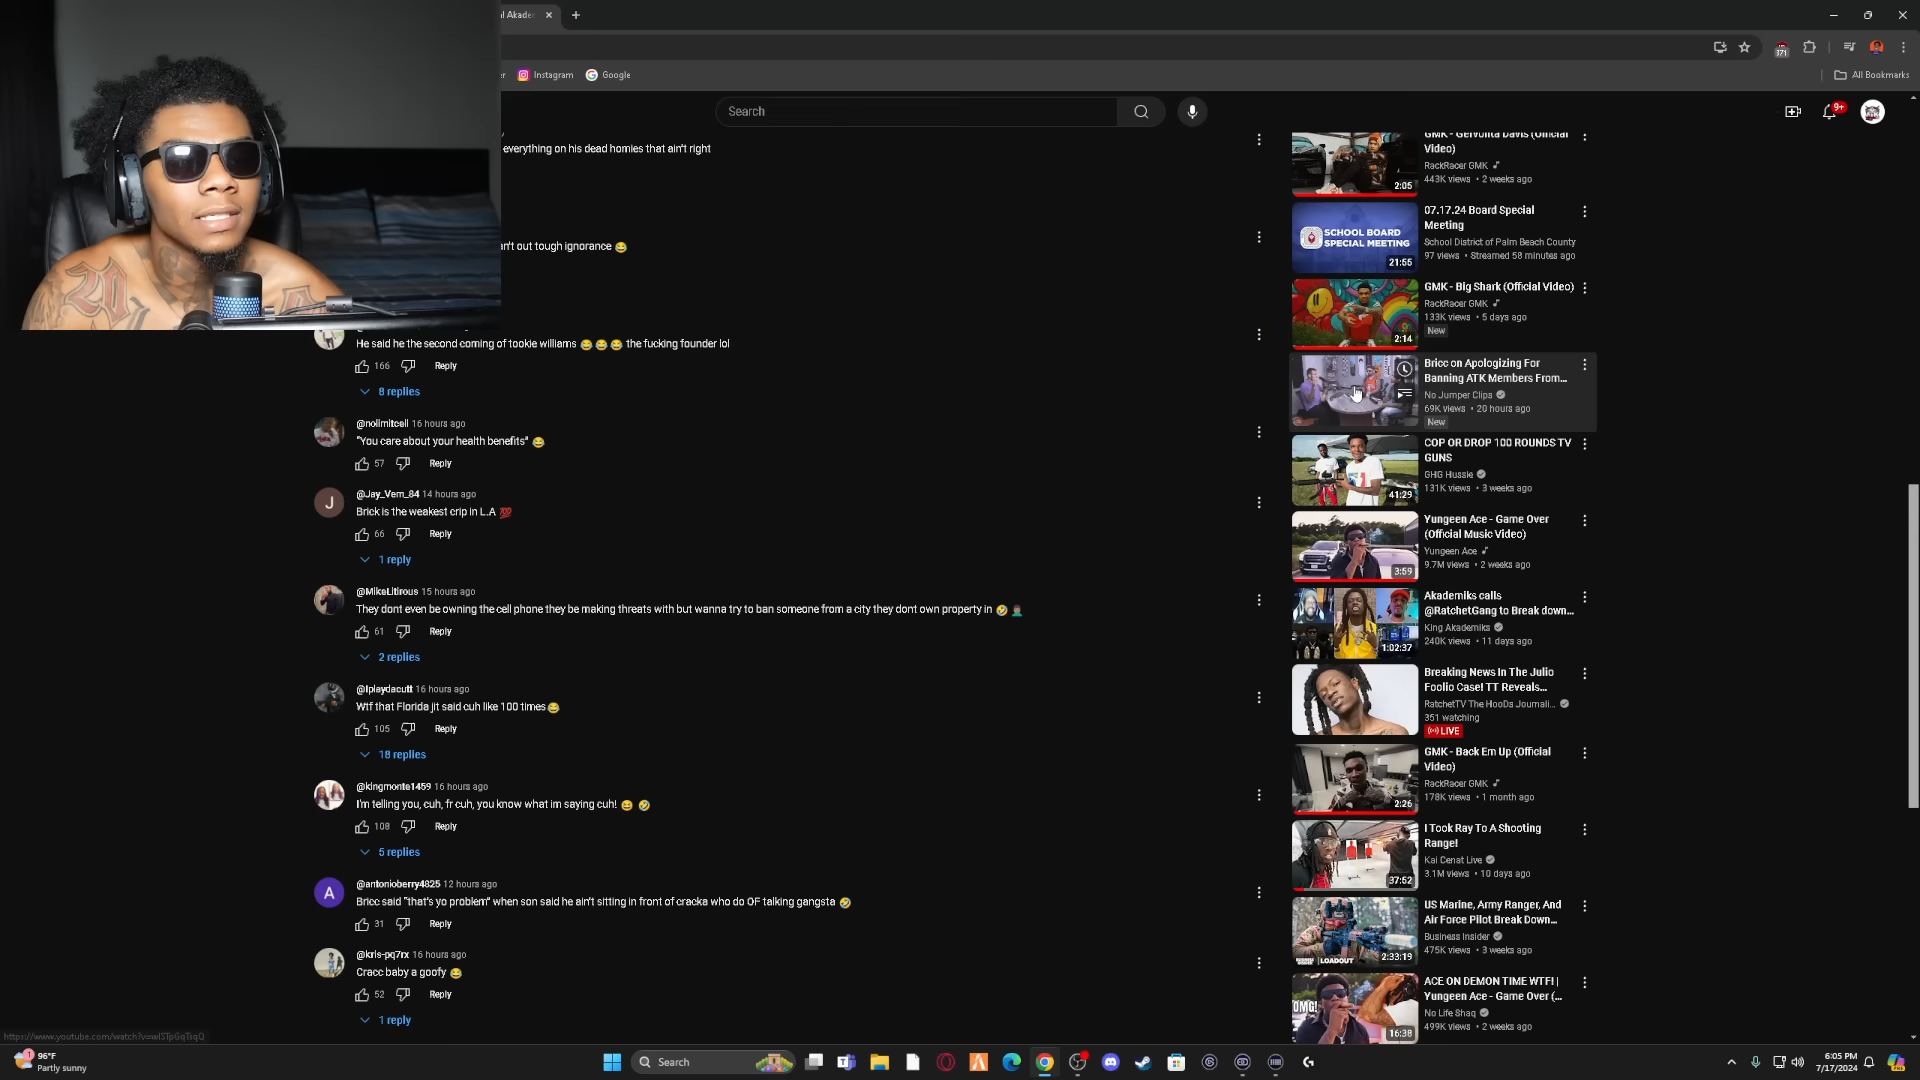 l Akade
Instagram
Google
All Bookmarks
371
Search
9+
everything on his dead homies that ain't right
an't out tough ignorance 😂
He said he the second coming of tookie williams 😂😂😂 the fucking founder lol
166
Reply
8 replies
@nolimitcell 16 hours ago
"You care about your health benefits" 😂
57
Reply
J
@Jay_Vem_84 14 hours ago
Brick is the weakest crip in L.A 💯
66
Reply
1 reply
@MikeLitirous 15 hours ago
They dont even be owning the cell phone they be making threats with but wanna try to ban someone from a city they dont own property in 🤣
61
Reply
2 replies
@Iplaydacutt 16 hours ago
Wtf that Florida jit said cuh like 100 times😂
105
Reply
18 replies
@kingmonte1459 16 hours ago
I'm telling you, cuh, fr cuh, you know what im saying cuh! 😂 🤣
108
Reply
5 replies
A
@antonioberry4825 12 hours ago
Bricc said "that's yo problem" when son said he ain't sitting in front of cracka who do OF talking gangsta 🤣
31
Reply
@kris-pq7rx 16 hours ago
Cracc baby a goofy 😂
52
Reply
1 reply
GMK - Gervonta Davis (Official Video)
RackRacer GMK
443K views • 2 weeks ago
2:05
07.17.24 Board Special Meeting
School District of Palm Beach County
97 views • Streamed 58 minutes ago
SCHOOL BOARD
SPECIAL MEETING
21:55
GMK - Big Shark (Official Video)
RackRacer GMK
133K views • 5 days ago
New
2:14
Bricc on Apologizing For
Banning ATK Members From...
No Jumper Clips
69K views • 20 hours ago
New
COP OR DROP 100 ROUNDS TV
GUNS
GHIG Hussle
131K views • 3 weeks ago
41:29
Yungeen Ace - Game Over
(Official Music Video)
Yungeen Ace
9.7M views • 2 weeks ago
3:59
Akademiks calls
@RatchetGang to Break down...
King Akademiks
240K views • 11 days ago
1:02:37
Breaking News In The Julio
Foolio Case! TT Reveals...
RatchetTV The HooDs Journali...
351 watching
LIVE
GMK - Back Em Up (Official
Video)
RackRacer GMK
178K views • 1 month ago
2:26
I Took Ray To A Shooting
Range!
Kai Cenat Live
3.1M views • 10 days ago
37:52
US Marine, Army Ranger, And
Air Force Pilot Break Down...
Business Insider
475K views • 3 weeks ago
LOADOUT
2:33:19
ACE ON DEMON TIME WTF! |
Yungeen Ace - Game Over (...
No Life Shaq
499K views • 2 weeks ago
OMG!
16:38
96°F
Partly sunny
Search
6:05 PM
7/17/2024